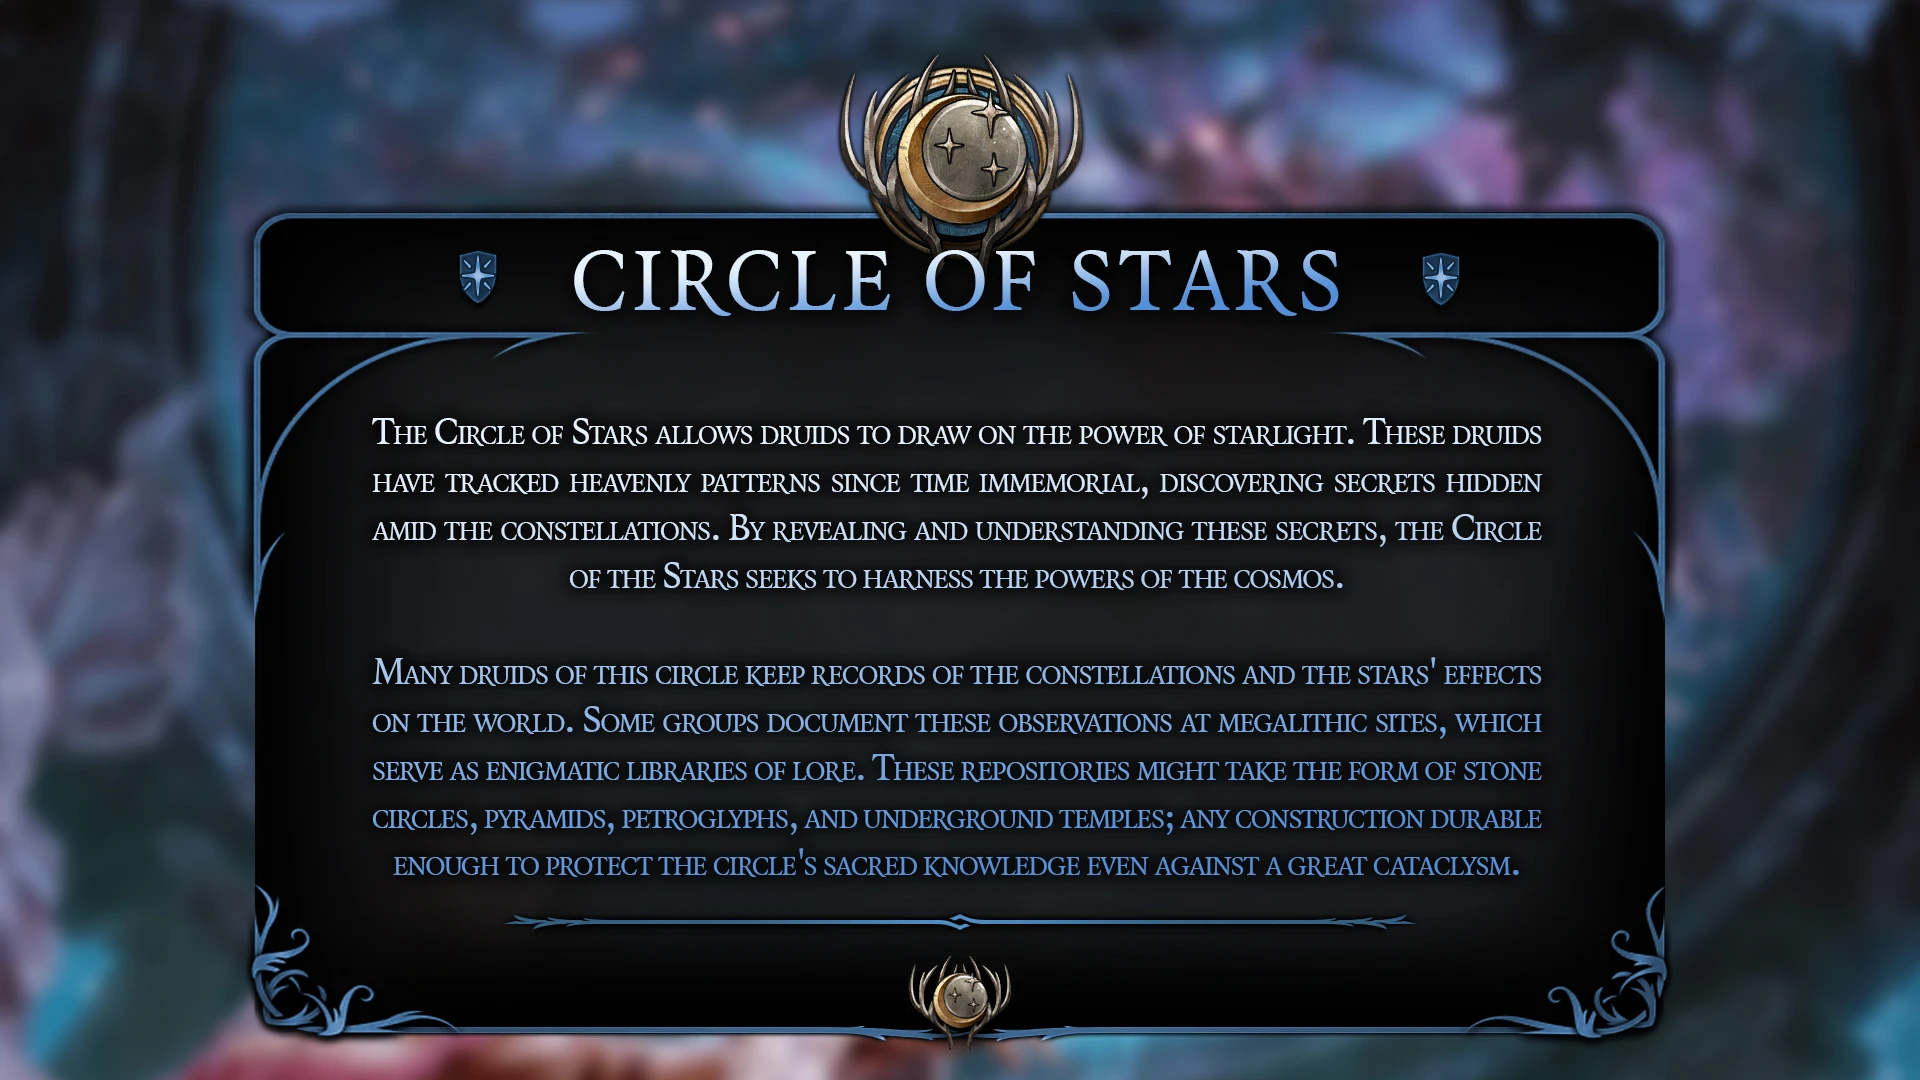 CIRCLE OF STARS
The Circle of Stars allows druids to draw on the power of starlight. These druids
have tracked heavenly patterns since time immemorial, discovering secrets hidden
amid the constellations. By revealing and understanding these secrets, the Circle
of the Stars seeks to harness the powers of the cosmos.
Many druids of this circle keep records of the constellations and the stars' effects
on the world. Some groups document these observations at megalithic sites, which
serve as enigmatic libraries of lore. These repositories might take the form of stone
circles, pyramids, petroglyphs, and underground temples; any construction durable
enough to protect the circle's sacred knowledge even against a great cataclysm.